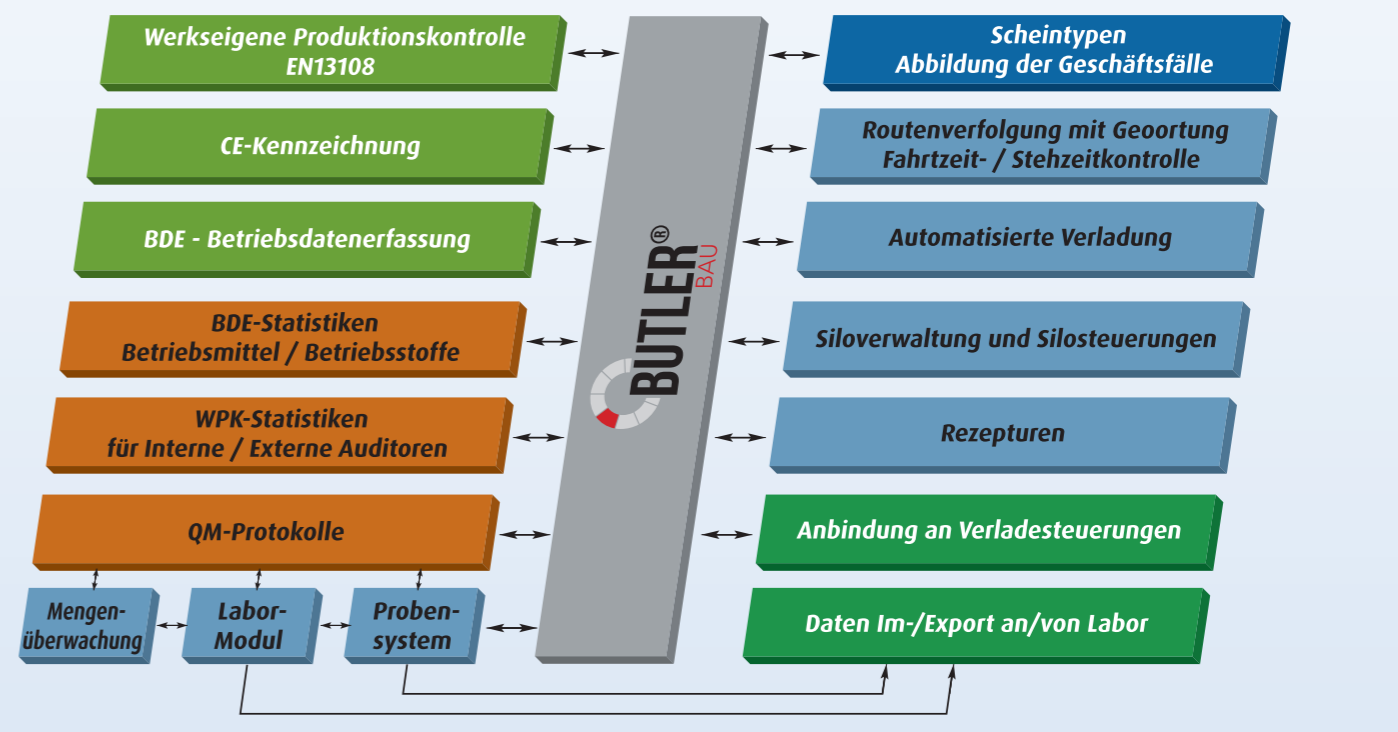 Werkseigene Produktionskontrolle
EN13108
CE-Kennzeichnung
BDE - Betriebsdatenerfassung
BDE-Statistiken
Betriebsmittel / Betriebsstoffe
WPK-Statistiken
für Interne / Externe Auditoren
QM-Protokolle
Mengen-
überwachung
Labor-
Modul
Proben-
system
BUTLER®
BAU
Scheintypen
Abbildung der Geschäftsfälle
Routenverfolgung mit Geoortung
Fahrtzeit- / Stehzeitkontrolle
Automatisierte Verladung
Siloverwaltung und Silosteuerungen
Rezepturen
Anbindung an Verladesteuerungen
Daten Im-/Export an/von Labor